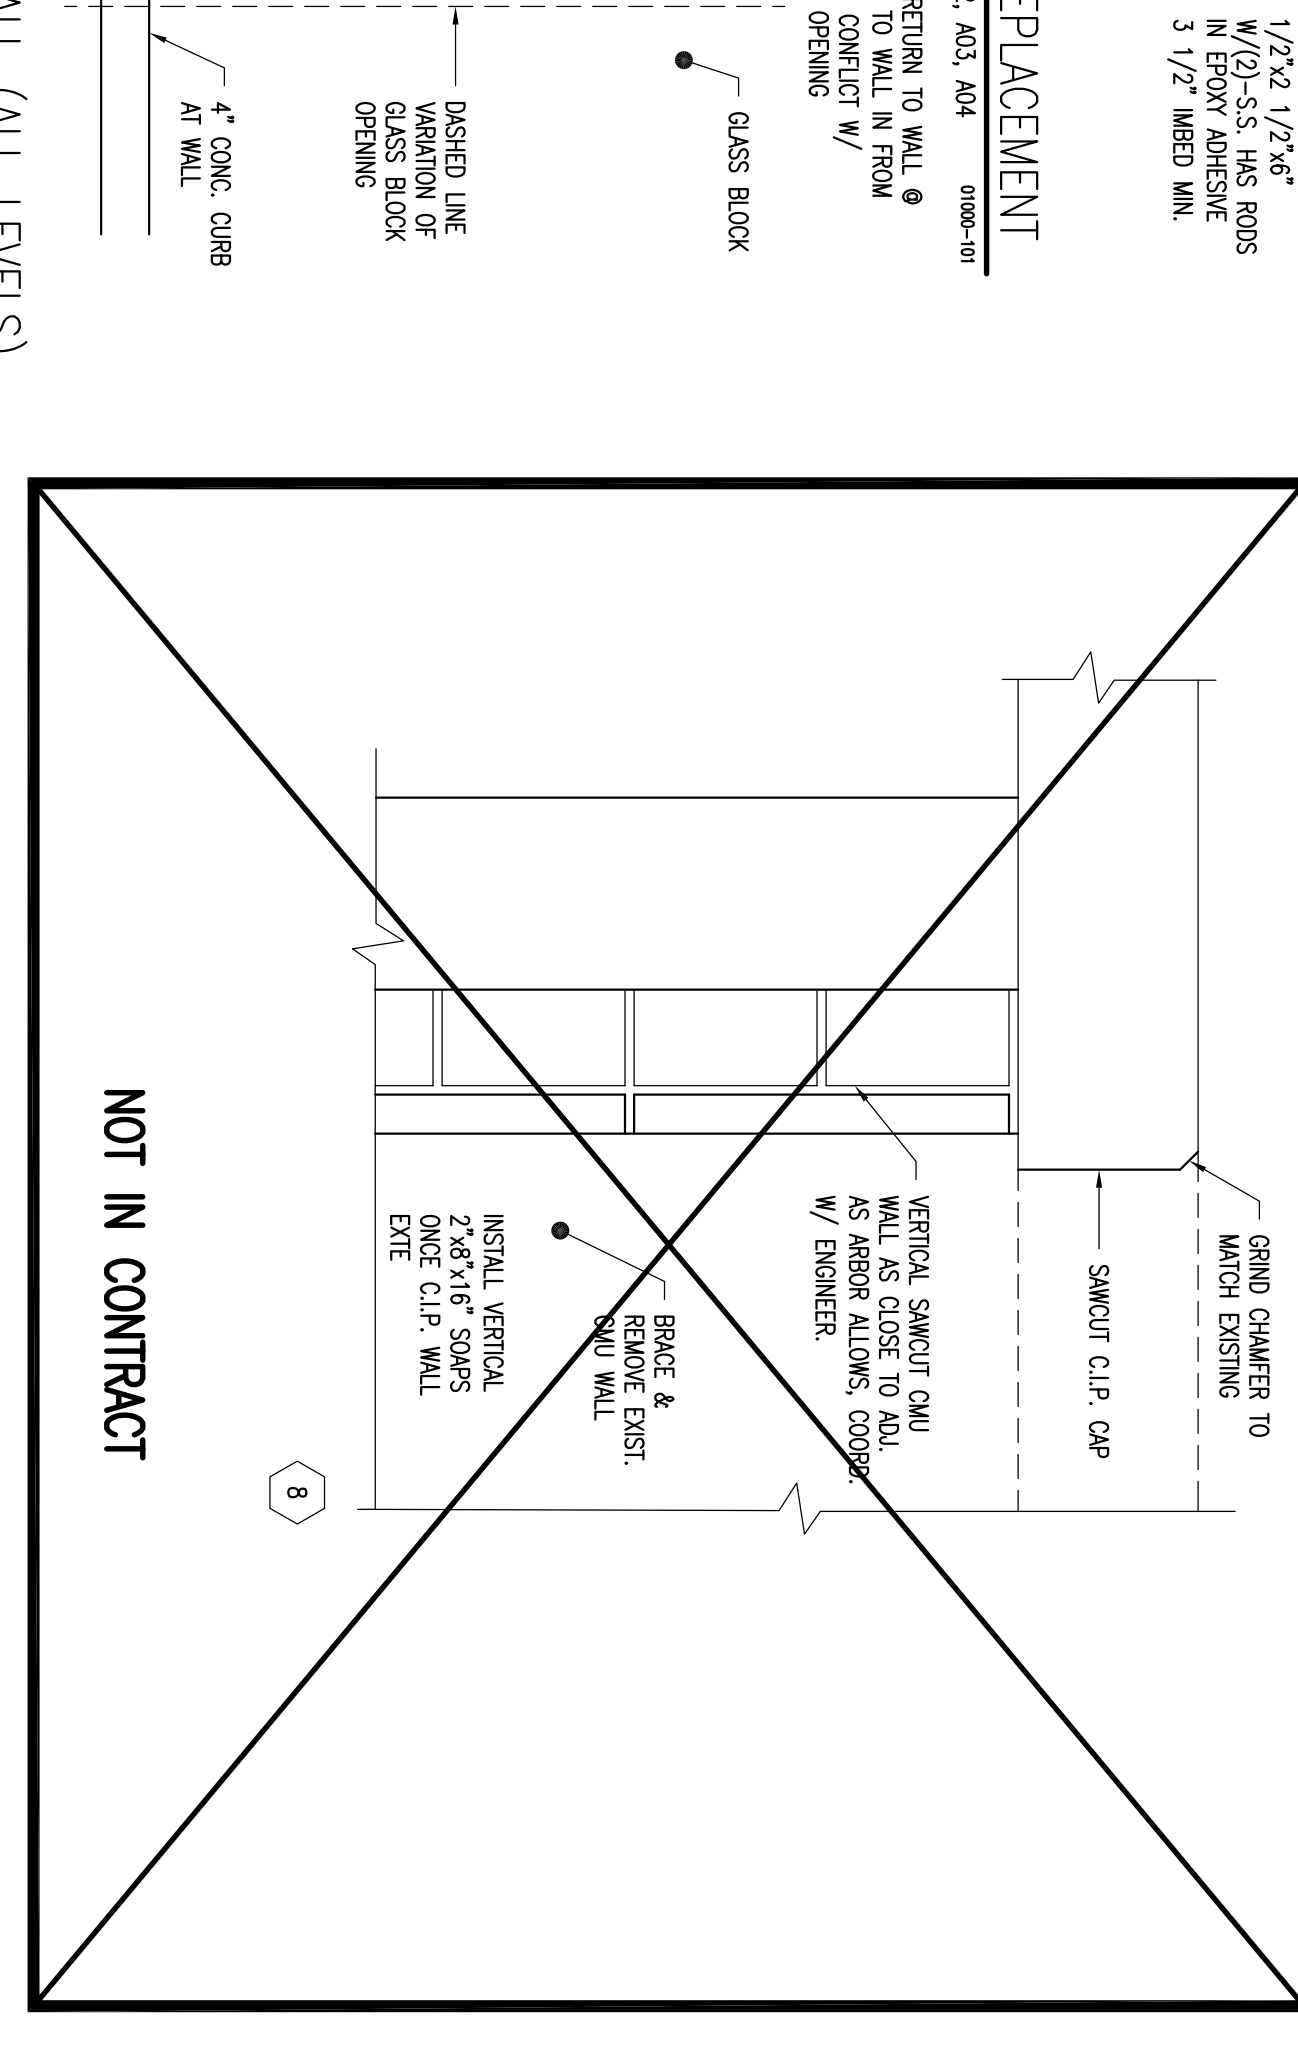 1/2"x2 1/2"x6"
W/(2)-S.S. HAS RODS
IN EPOXY ADHESIVE
3 1/2" IMBED MIN.
EPLACEMENT
A03, A04
01000-101
RETURN TO WALL @
TO WALL IN FROM
CONFLICT W/
OPENING
GLASS BLOCK
DASHED LINE
VARIATION OF
GLASS BLOCK
OPENING
4" CONC. CURB
AT WALL
(ALL LEVELS)
GRIND CHAMFER TO
MATCH EXISTING
SAWCUT C.I.P. CAP
VERTICAL SAWCUT CMU
WALL AS CLOSE TO ADJ.
AS ARBOR ALLOWS, COORD.
W/ ENGINEER.
BRACE &
REMOVE EXIST.
CMU WALL
INSTALL VERTICAL
2"x8"x16" SOAPS
ONCE C.I.P. WALL
EXTE
8
NOT IN CONTRACT